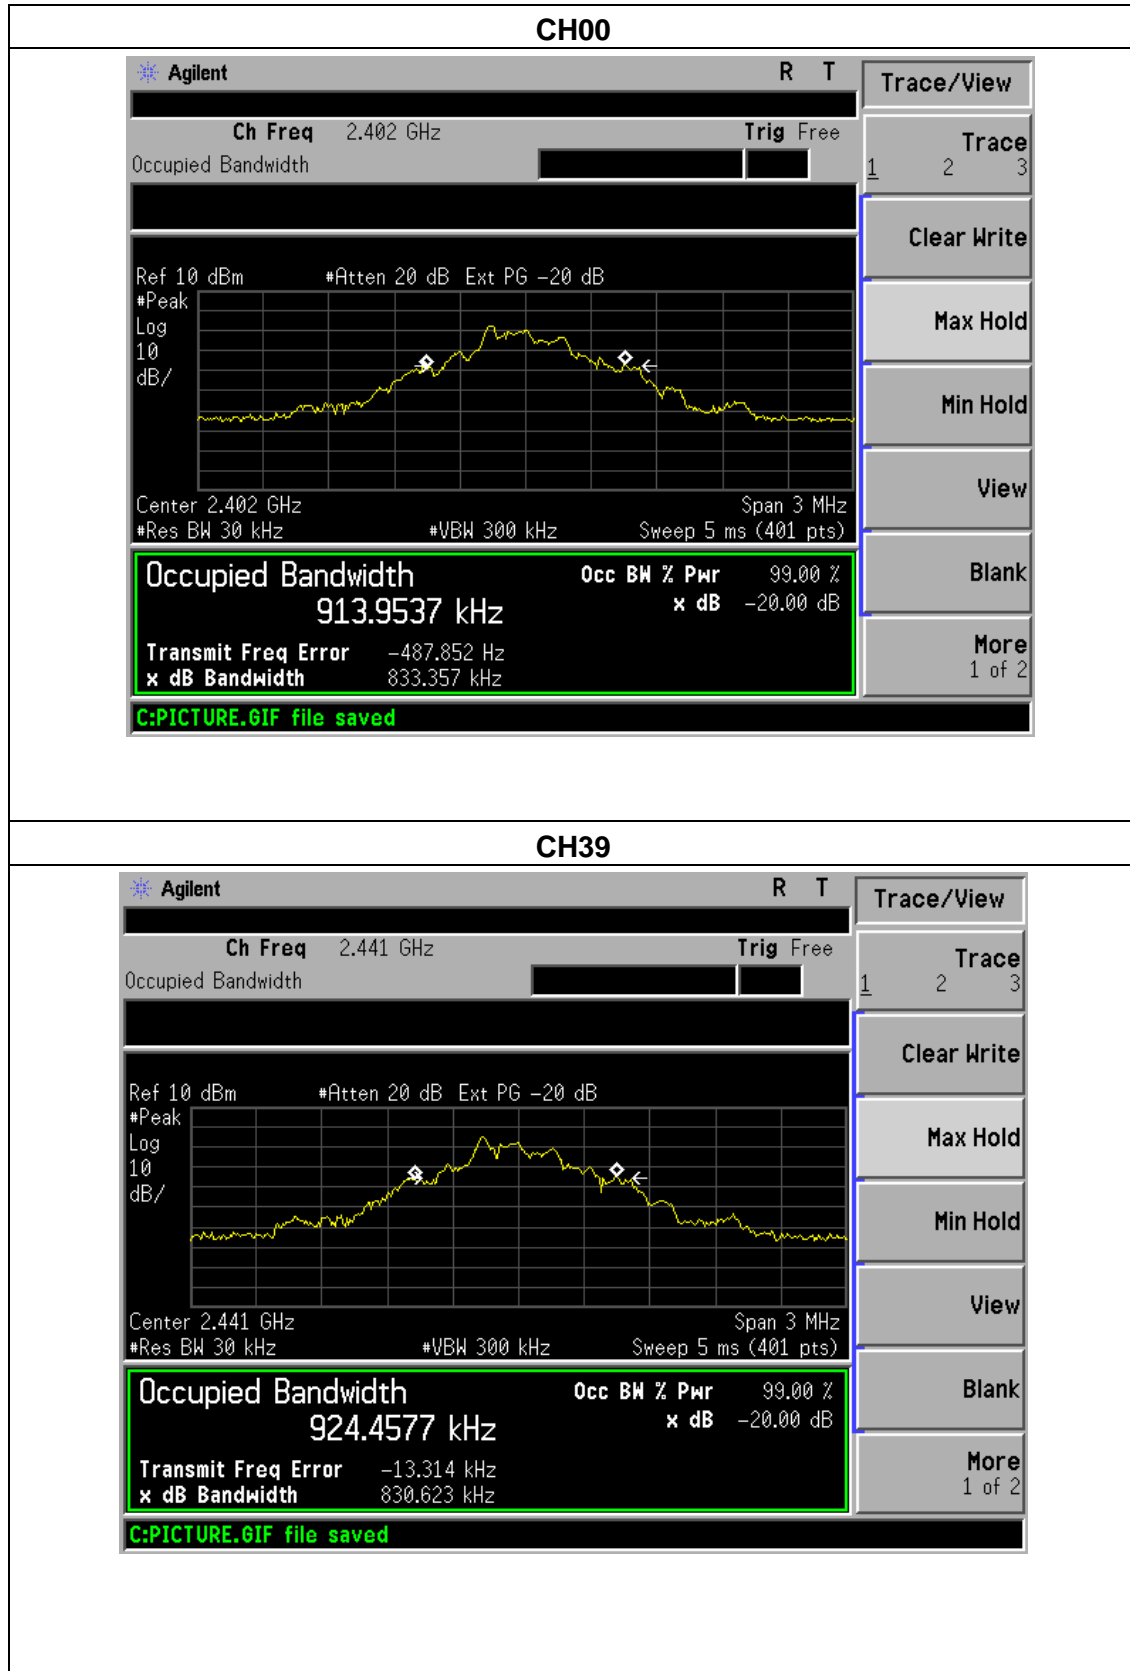 CH00
Agilent R T
Trace/View
Ch Freq 2.402 GHz Trig Free
Occupied Bandwidth
Trace
1 2 3
Clear Write
Ref 10 dBm #Atten 20 dB Ext PG -20 dB
#Peak
Log
10
dB/
Max Hold
Min Hold
View
Center 2.402 GHz Span 3 MHz
#Res BW 30 kHz #VBW 300 kHz Sweep 5 ms (401 pts)
Occupied Bandwidth Occ BW % Pwr 99.00 %
913.9537 kHz x dB -20.00 dB
Blank
Transmit Freq Error -487.852 Hz
x dB Bandwidth 833.357 kHz
More
1 of 2
C:PICTURE.GIF file saved
CH39
Agilent R T
Trace/View
Ch Freq 2.441 GHz Trig Free
Occupied Bandwidth
Trace
1 2 3
Clear Write
Ref 10 dBm #Atten 20 dB Ext PG -20 dB
#Peak
Log
10
dB/
Max Hold
Min Hold
View
Center 2.441 GHz Span 3 MHz
#Res BW 30 kHz #VBW 300 kHz Sweep 5 ms (401 pts)
Occupied Bandwidth Occ BW % Pwr 99.00 %
924.4577 kHz x dB -20.00 dB
Blank
Transmit Freq Error -13.314 kHz
x dB Bandwidth 830.623 kHz
More
1 of 2
C:PICTURE.GIF file saved